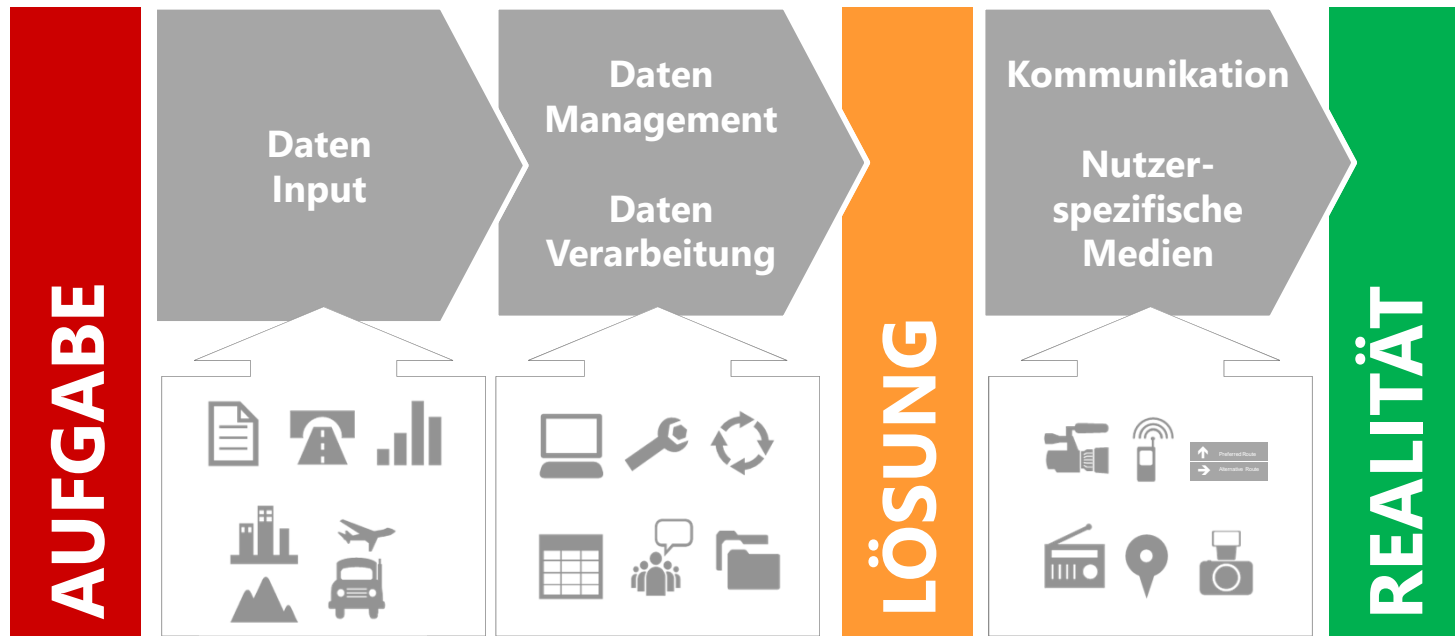 AUFGABE
Daten
Input
Daten
Management
Daten
Verarbeitung
LÖSUNG
Kommunikation
Nutzer-
spezifische
Medien
Preferred Route
Alternative Route
REALITÄT